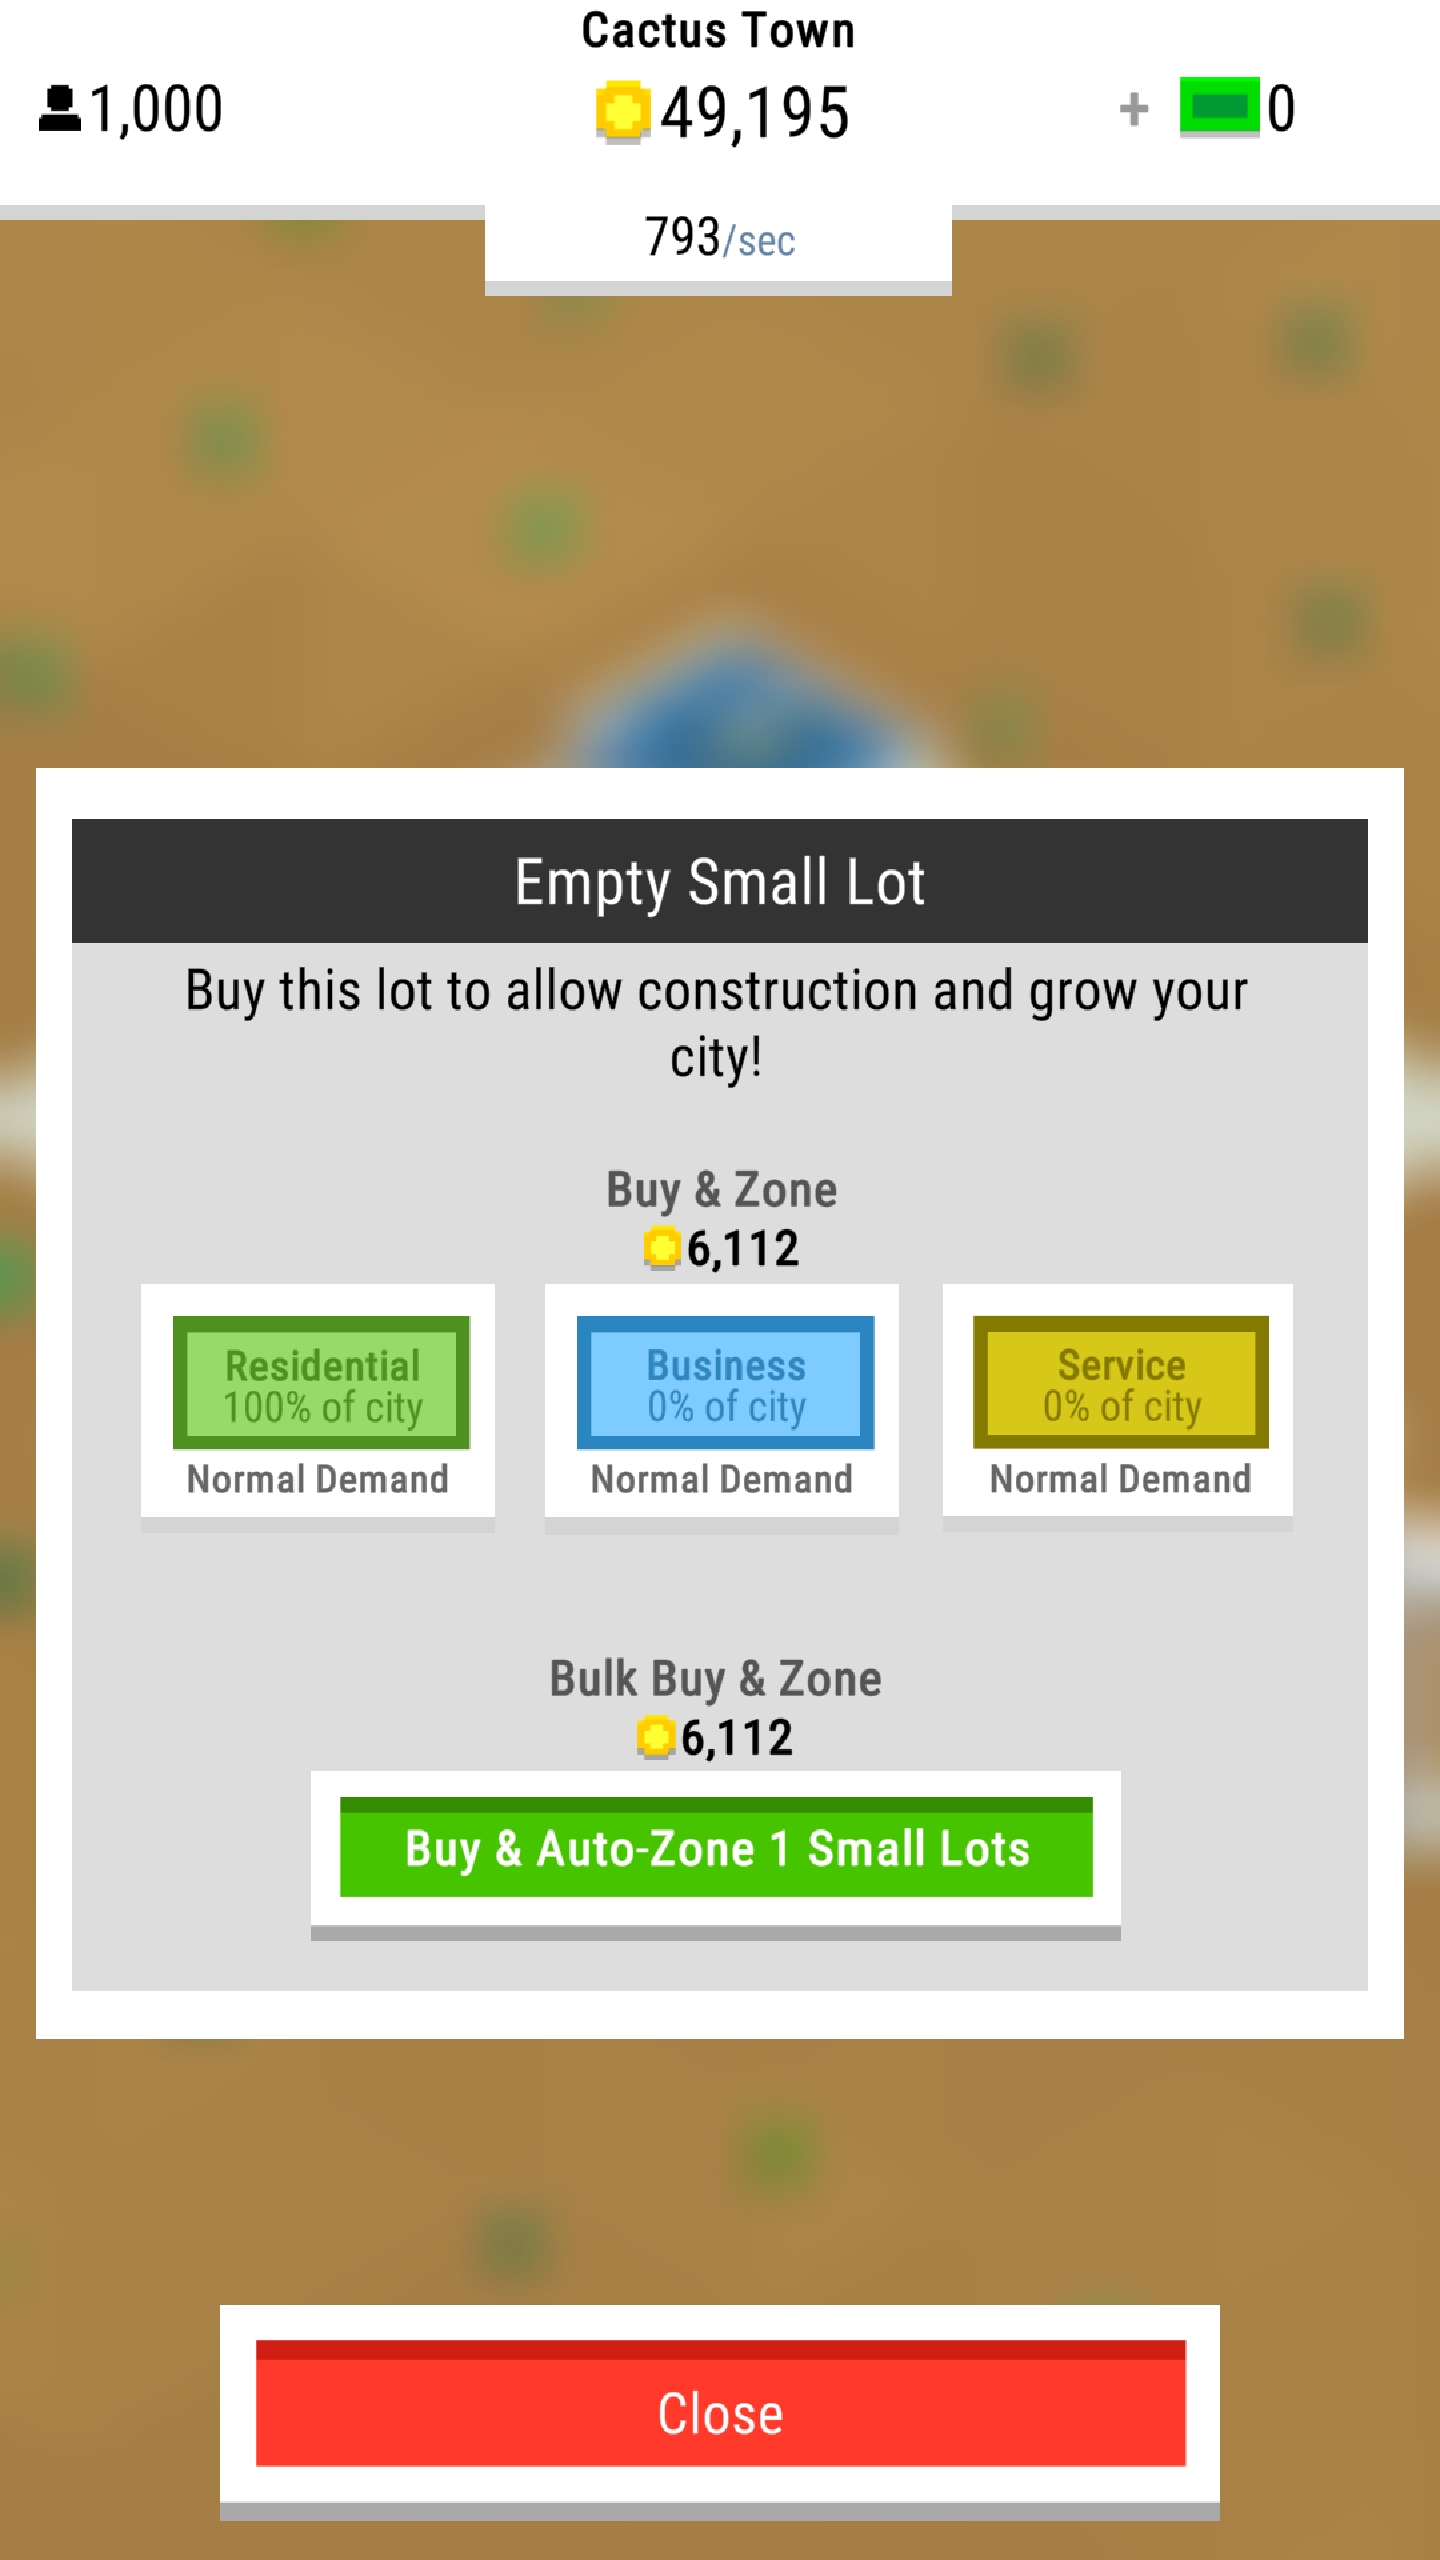 Cactus Town
1,000
49,195
+ 0
793/sec
Empty Small Lot
Buy this lot to allow construction and grow your
city!
Buy & Zone
6,112
Residential
100% of city
Normal Demand
Business
0% of city
Normal Demand
Service
0% of city
Normal Demand
Bulk Buy & Zone
6,112
Buy & Auto-Zone 1 Small Lots
Close